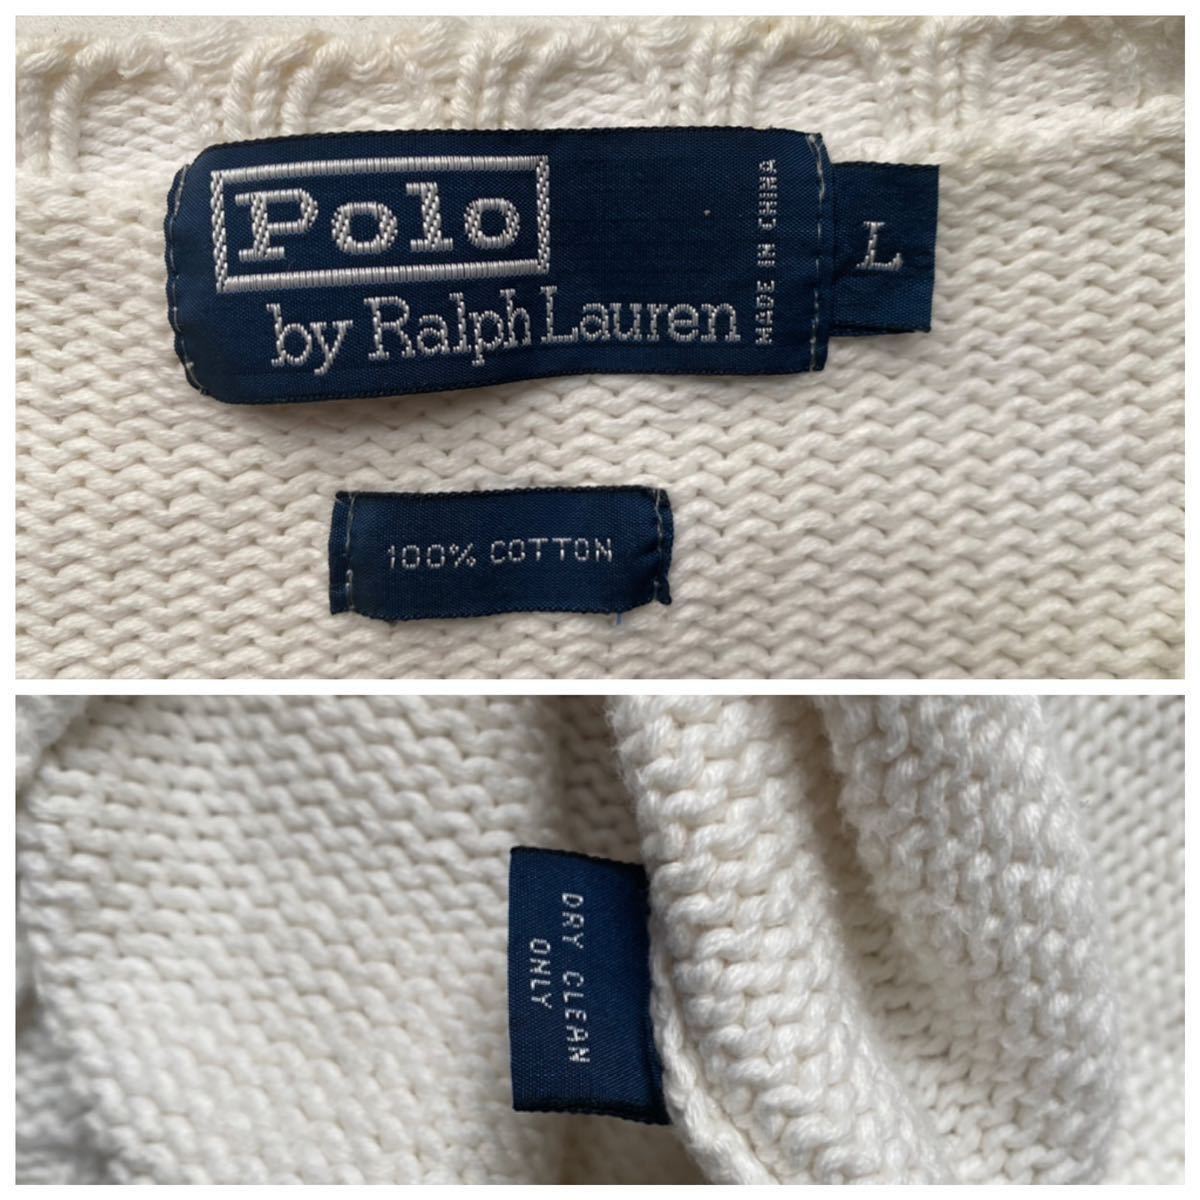 Polo
by Ralph Lauren
MADE IN CHINA
L
100% COTTON
DRY CLEAN
ONLY